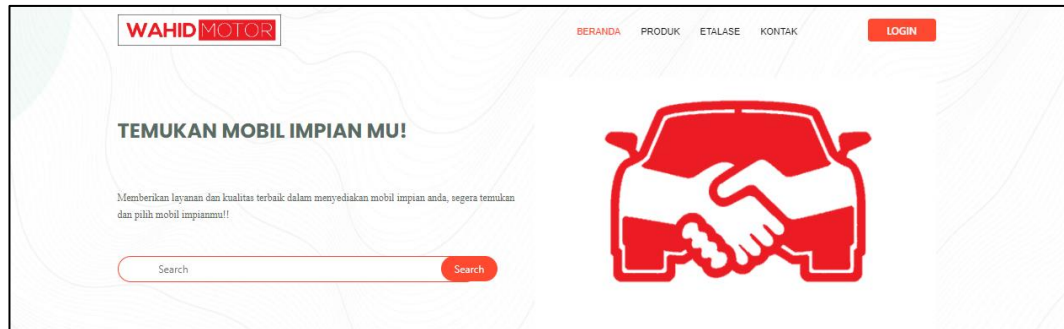 WAHID MOTOR
BERANDA PRODUK ETALASE KONTAK LOGIN
TEMUKAN MOBIL IMPIAN MU!
Memberikan layanan dan kualitas terbaik dalam menyediakan mobil impian anda, segera temukan
dan pilih mobil impianmu!!
Search Search